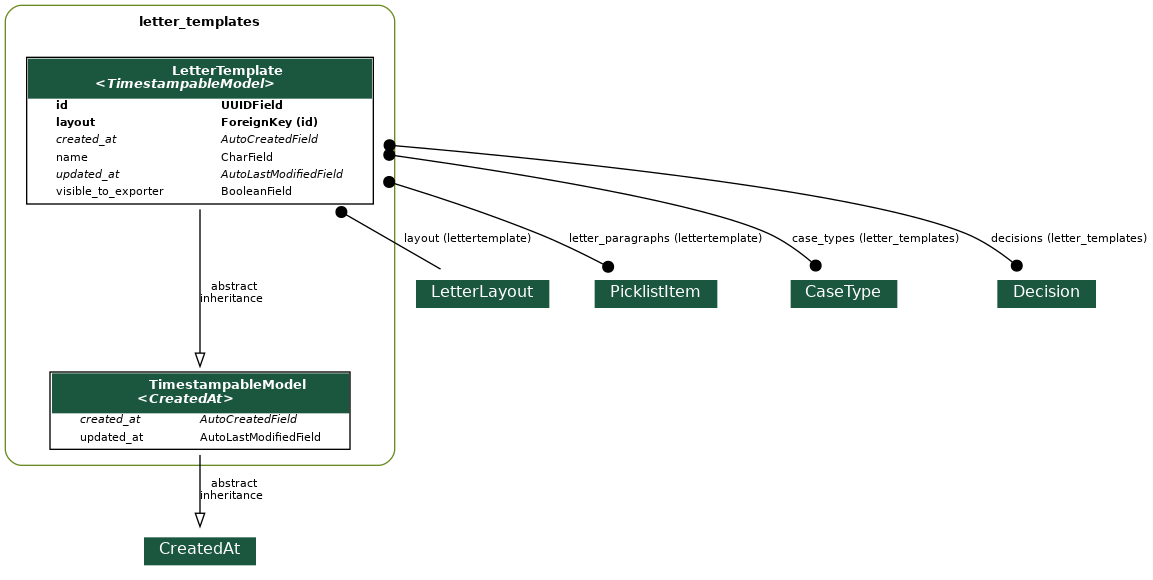 letter_templates
LetterTemplate
<TimestampableModel>
id UUIDField
layout ForeignKey (id)
created_at AutoCreatedField
name CharField
updated_at AutoLastModifiedField
visible_to_exporter BooleanField
layout (lettertemplate)
letter_paragraphs (lettertemplate)
case_types (letter_templates)
decisions (letter_templates)
LetterLayout
PicklistItem
CaseType
Decision
abstract
inheritance
TimestampableModel
<CreatedAt>
created_at AutoCreatedField
updated_at AutoLastModifiedField
abstract
inheritance
CreatedAt